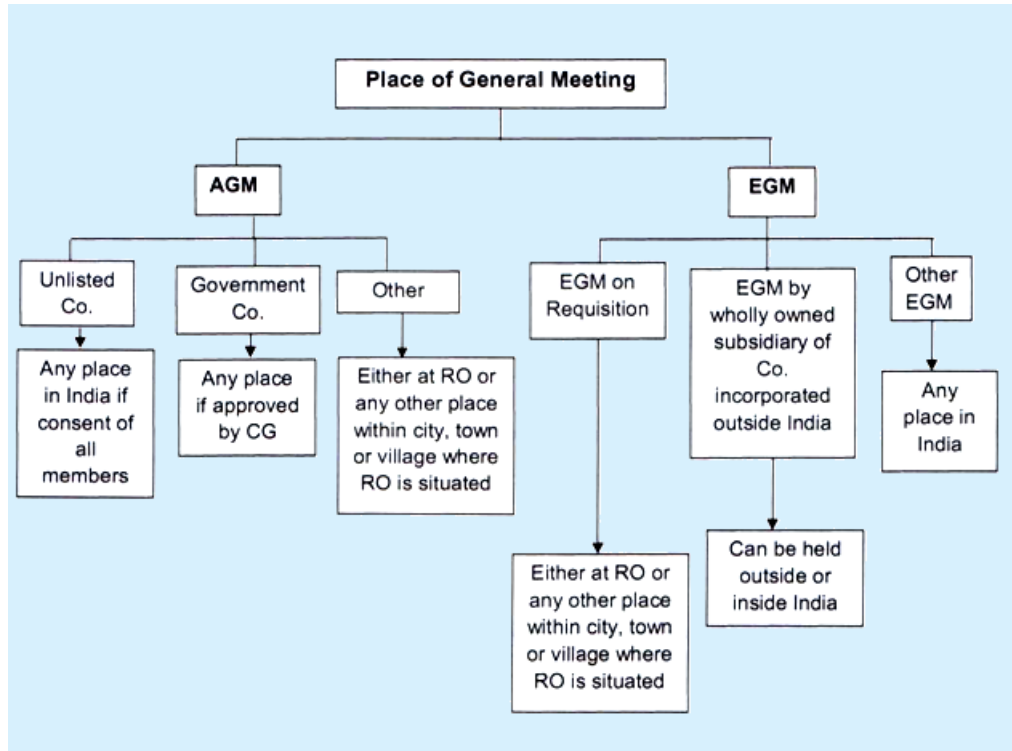 Place of General Meeting
AGM
EGM
Unlisted
Co.
Government
Co.
Other
EGM on
Requisition
EGM by
wholly owned
subsidiary of
Co.
incorporated
outside India
Other
EGM
Any place
in India if
consent of
all
members
Any place
if approved
by CG
Either at RO or
any other place
within city, town
or village where
RO is situated
Any
place in
India
Either at RO or
any other place
within city, town
or village where
RO is situated
Can be held
outside or
inside India